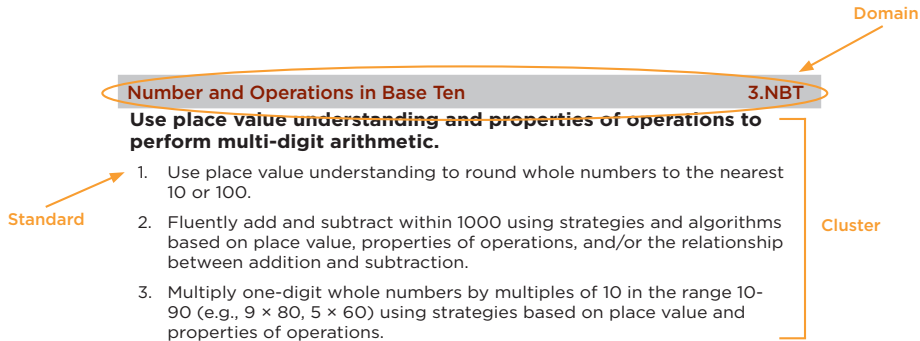 Domain
Number and Operations in Base Ten 3.NBT
Use place value understanding and properties of operations to
perform multi-digit arithmetic.
1. Use place value understanding to round whole numbers to the nearest
10 or 100.
Standard
2. Fluently add and subtract within 1000 using strategies and algorithms
based on place value, properties of operations, and/or the relationship
between addition and subtraction.
Cluster
3. Multiply one-digit whole numbers by multiples of 10 in the range 10-
90 (e.g., 9 × 80, 5 × 60) using strategies based on place value and
properties of operations.